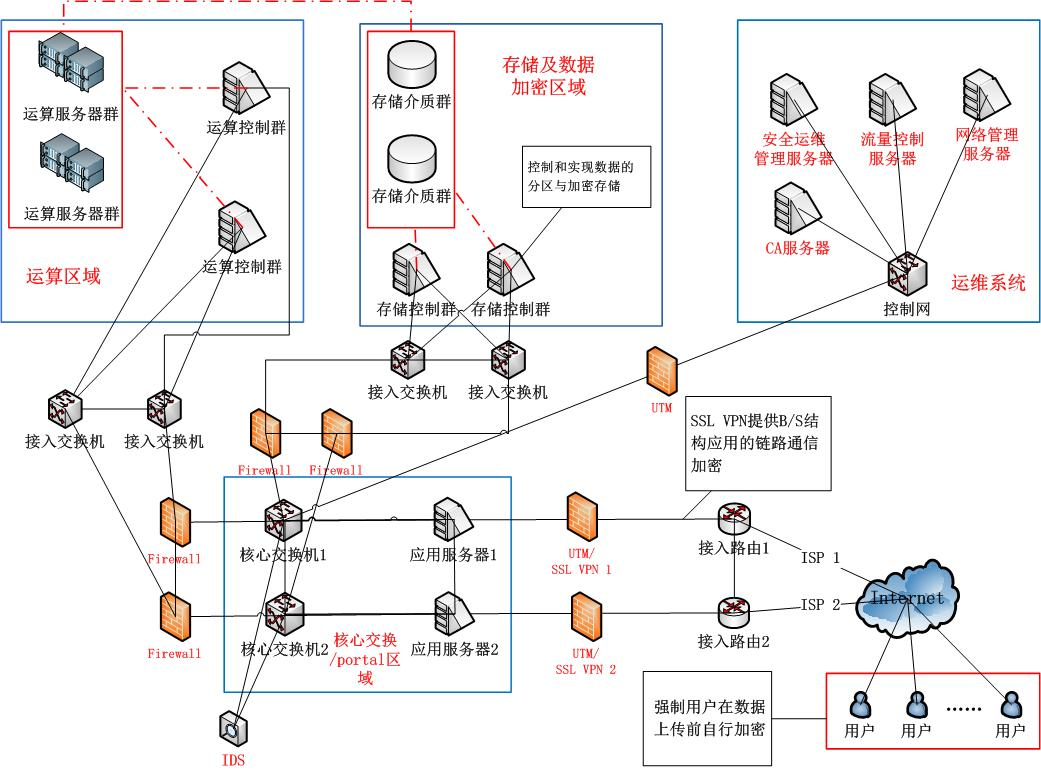 运算服务器群
运算服务器群
运算控制群
运算控制群
运算区域
存储介质群
存储介质群
存储及数据
加密区域
控制和实现数据的
分区与加密存储
存储控制群
存储控制群
安全运维
管理服务器
流量控制
服务器
网络管理
服务器
CA服务器
控制网
运维系统
接入交换机
接入交换机
接入交换机
接入交换机
UTM
Firewall
Firewall
SSL VPN提供B/S结
构应用的链路通信
加密
Firewall
核心交换机1
应用服务器1
UTM/
SSL VPN 1
接入路由1
ISP 1
Internet
ISP 2
Firewall
核心交换机2
核心交换
/portal区
域
应用服务器2
UTM/
SSL VPN 2
接入路由2
强制用户在数据
上传前自行加密
用户
用户
……
用户
IDS